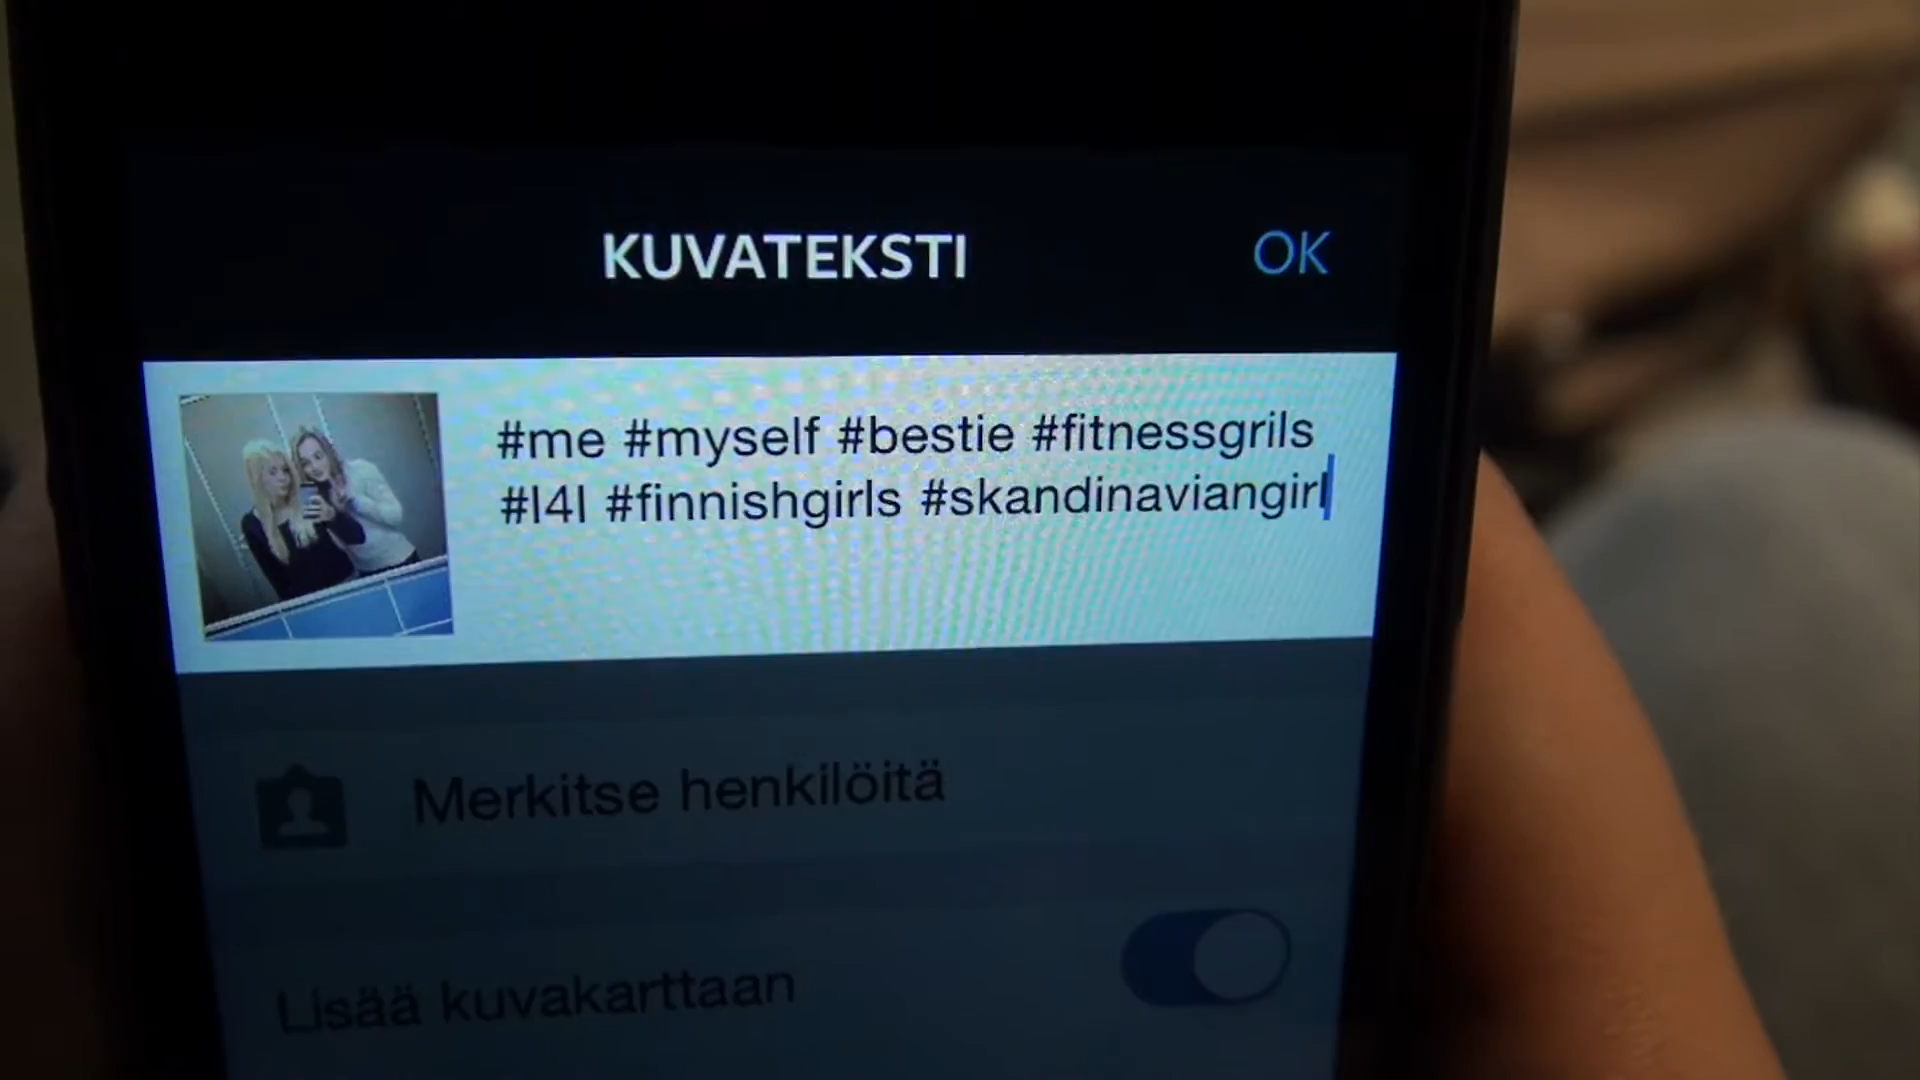 KUVATEKSTI
OK
#me #myself #bestie #fitnessgrils
#l4l #finnishgirls #skandinaviangirl
Merkitse henkilöitä
Lisää kuvakarttaan